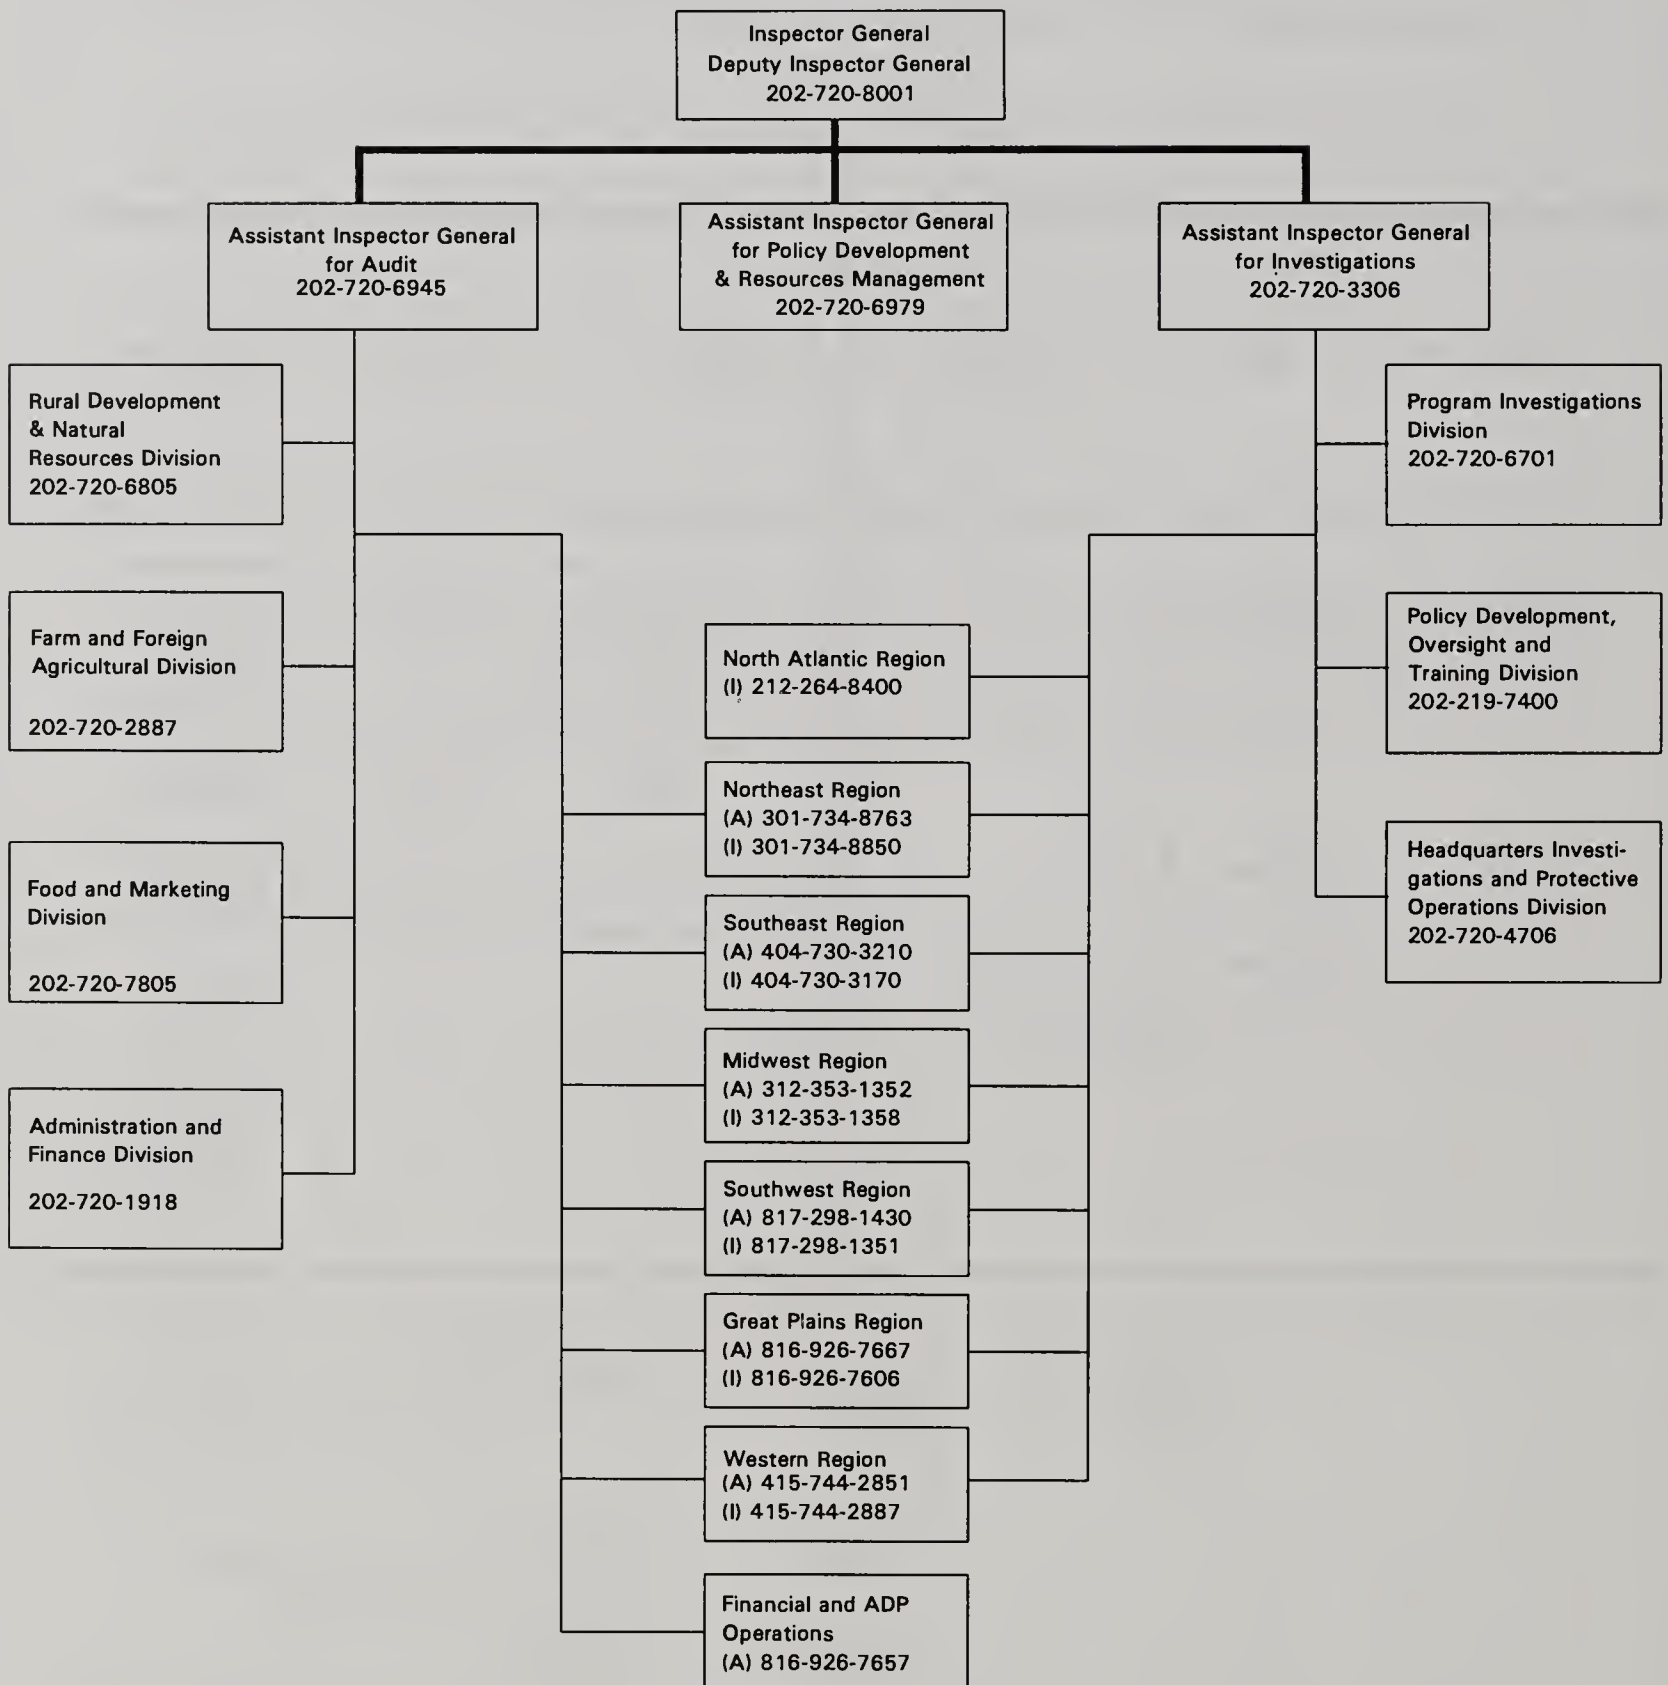 Inspector General
Deputy Inspector General
202-720-8001
Assistant Inspector General
for Audit
202-720-6945
Assistant Inspector General
for Policy Development
& Resources Management
202-720-6979
Assistant Inspector General
for Investigations
202-720-3306
Rural Development
& Natural
Resources Division
202-720-6805
Farm and Foreign
Agricultural Division
202-720-2887
Food and Marketing
Division
202-720-7805
Administration and
Finance Division
202-720-1918
North Atlantic Region
(I) 212-264-8400
Northeast Region
(A) 301-734-8763
(I) 301-734-8850
Southeast Region
(A) 404-730-3210
(I) 404-730-3170
Midwest Region
(A) 312-353-1352
(I) 312-353-1358
Southwest Region
(A) 817-298-1430
(I) 817-298-1351
Great Plains Region
(A) 816-926-7667
(I) 816-926-7606
Western Region
(A) 415-744-2851
(I) 415-744-2887
Financial and ADP
Operations
(A) 816-926-7657
Program Investigations
Division
202-720-6701
Policy Development,
Oversight and
Training Division
202-219-7400
Headquarters Investi-
gations and Protective
Operations Division
202-720-4706